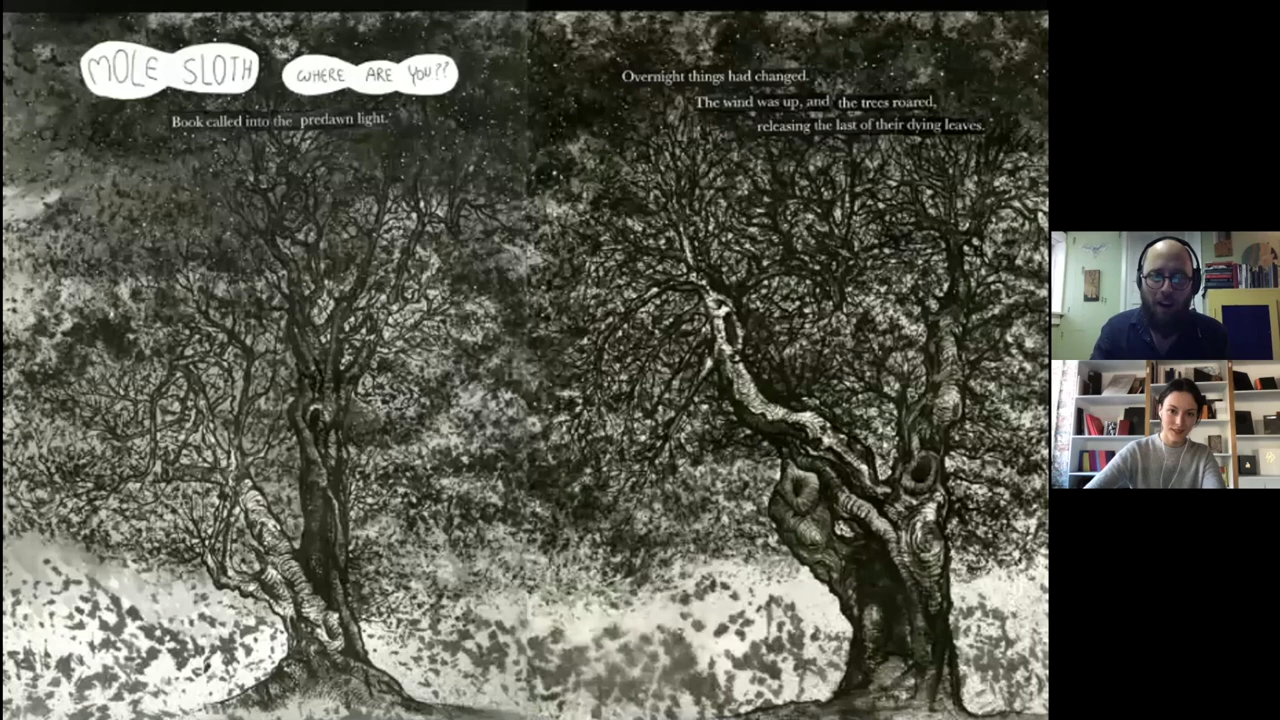 MOLE SLOTH
WHERE ARE YOU??
Book called into the predawn light.
Overnight things had changed.
The wind was up, and the trees roared,
releasing the last of their dying leaves.